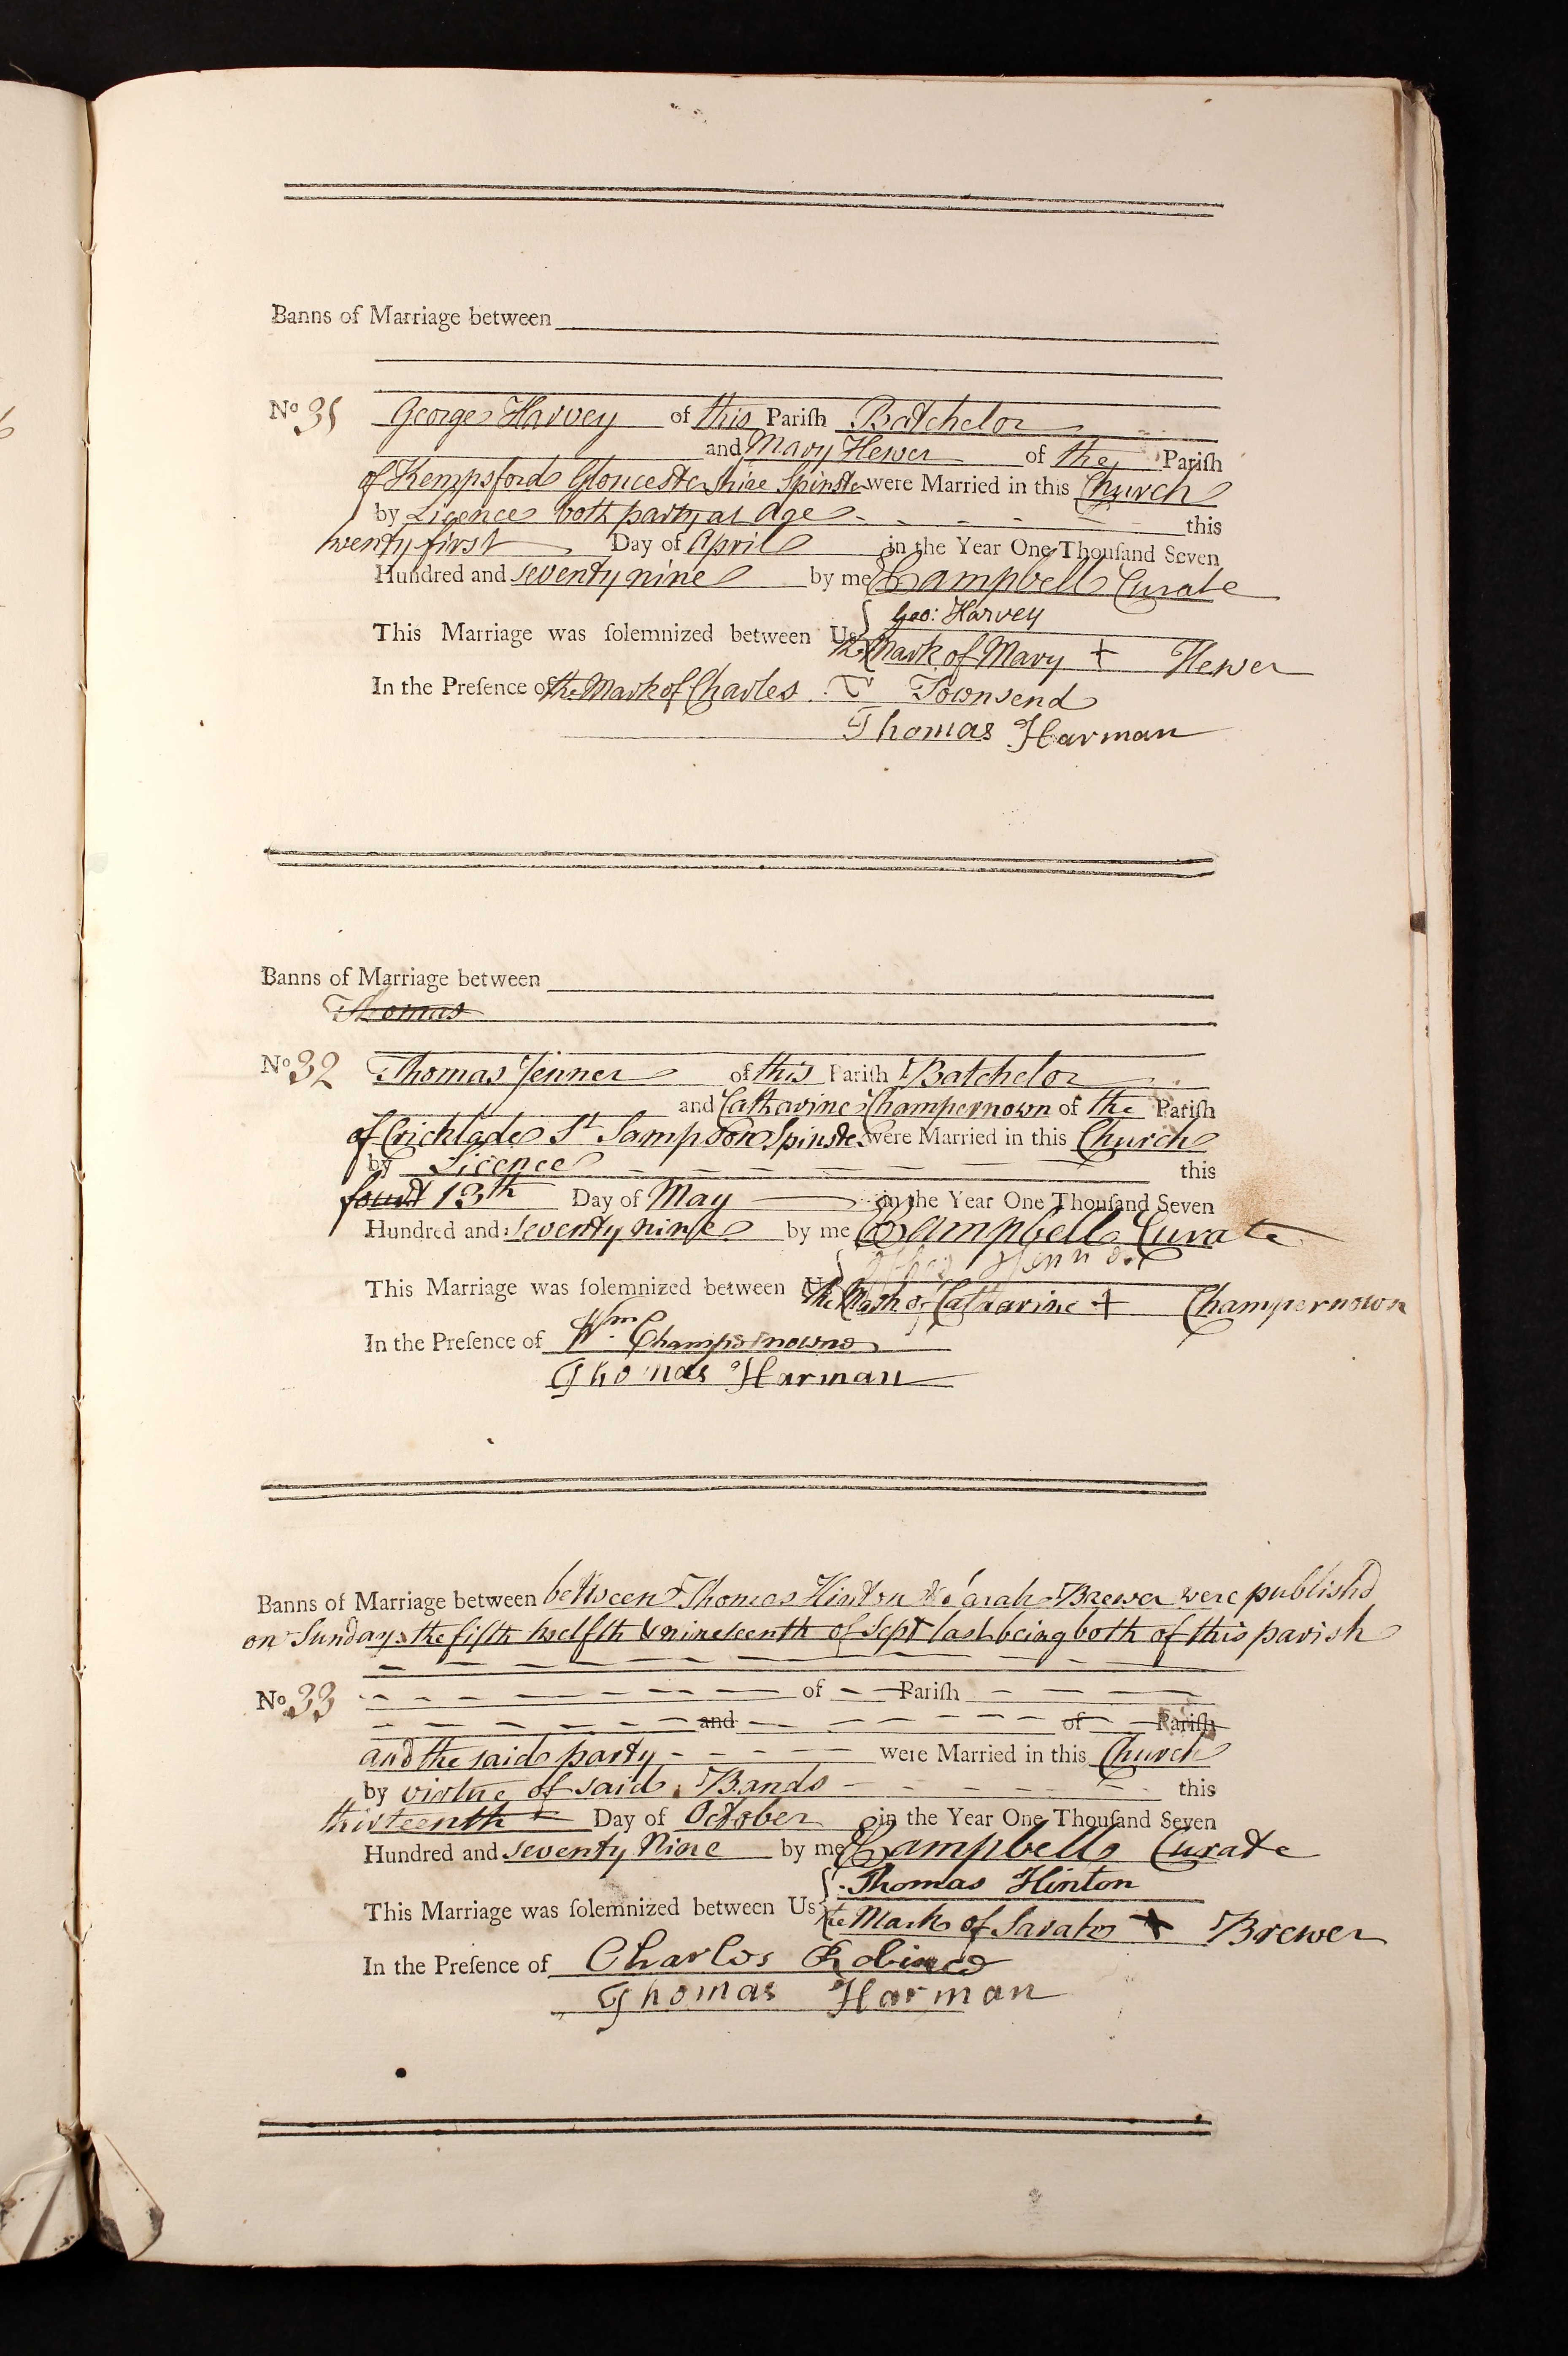 Banns of Marriage between
No 31 George Harvey of this Pariſh Batchelor
and Mary Hewer of the Pariſh
of Kempsford Gloucestershire Spinster were Married in this Church
by Licence both party at age this
twenty first Day of April in the Year One Thouſand Seven
Hundred and seventy nine by me Campbell Curate
Geo: Harvey
This Marriage was ſolemnized between Us
the Mark of Mary + Hewer
In the Preſence of the Mark of Charles T Townsend
Thomas Harman
Banns of Marriage between
Thomas
No 32 Thomas Jenner of this Pariſh Batchelor
and Catharine Champernown of the Pariſh
of Cricklade St Sampson Spinster were Married in this Church
by Licence this
13th Day of May in the Year One Thouſand Seven
Hundred and seventy nine by me Campbell Curate
Jenner
This Marriage was ſolemnized between Us
the Mark of Catharine + Champernown
In the Preſence of Wm Champernowne
Thomas Harman
Banns of Marriage between between Thomas Hinton & Sarah Brewer were publish'd
on Sunday the fifth twelfth & nineteenth of Sept last being both of this parish
No 33 of Pariſh
and of Pariſh
and the said party were Married in this Church
by virtue of said Bands this
thirteenth Day of October in the Year One Thouſand Seven
Hundred and seventy Nine by me Campbell Curate
Thomas Hinton
This Marriage was ſolemnized between Us
the Mark of Sarah + Brewer
In the Preſence of Charlos
Thomas Harman